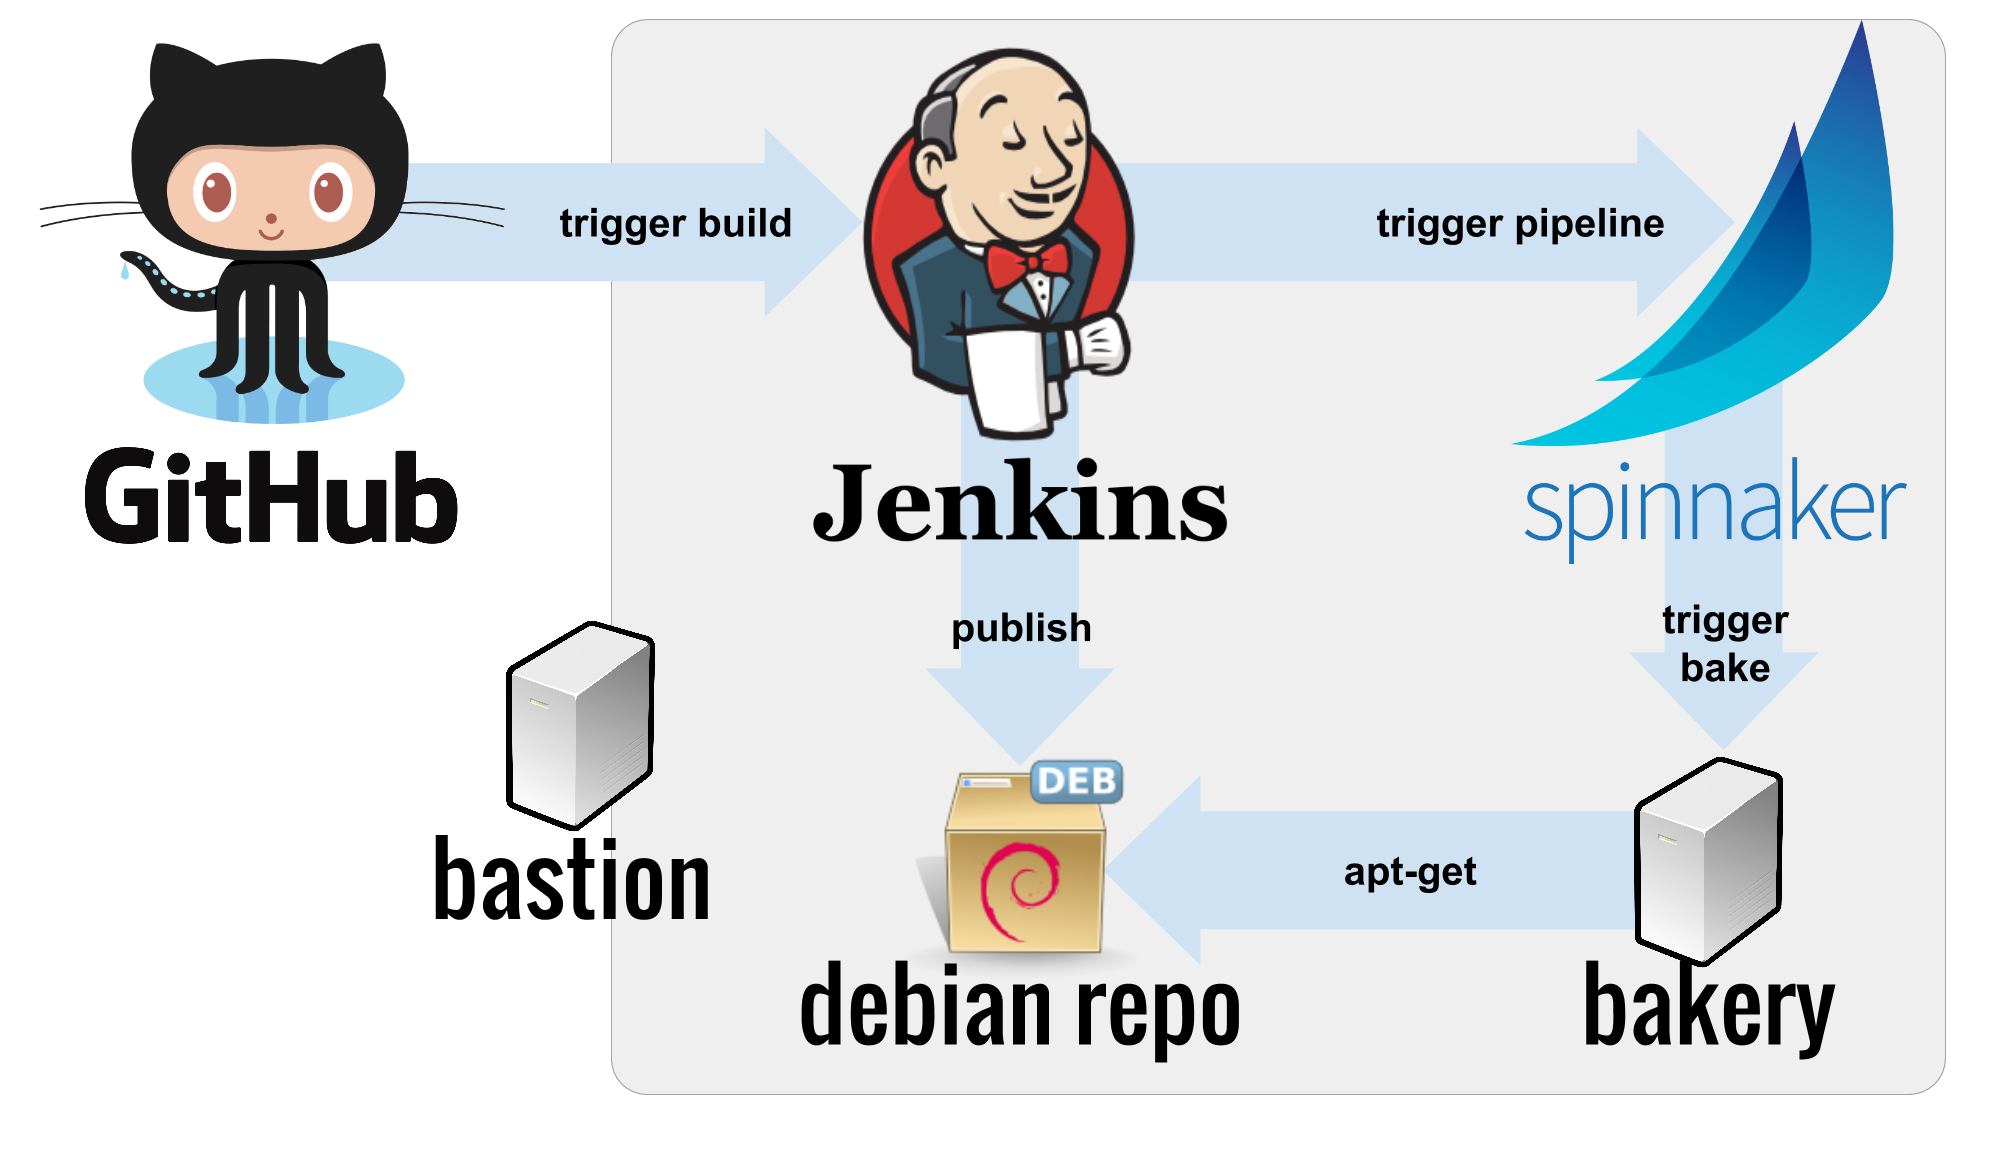 trigger build
trigger pipeline
GitHub
Jenkins
spinnaker
publish
trigger
bake
DEB
bastion
apt-get
debian repo
bakery